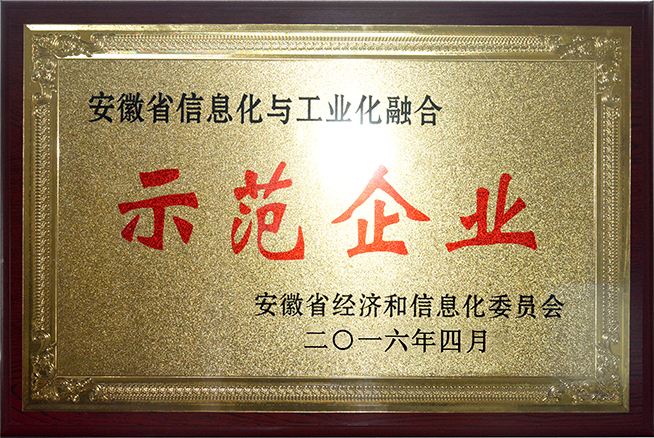 安徽省信息化与工业化融合
示范企业
安徽省经济和信息化委员会
二〇一六年四月